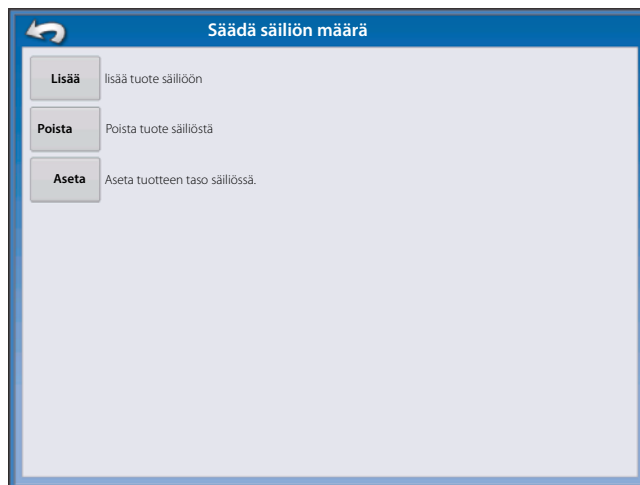 Säädä säiliön määrä
Lisää lisää tuote säiliöön
Poista Poista tuote säiliöstä
Aseta Aseta tuotteen taso säiliössä.